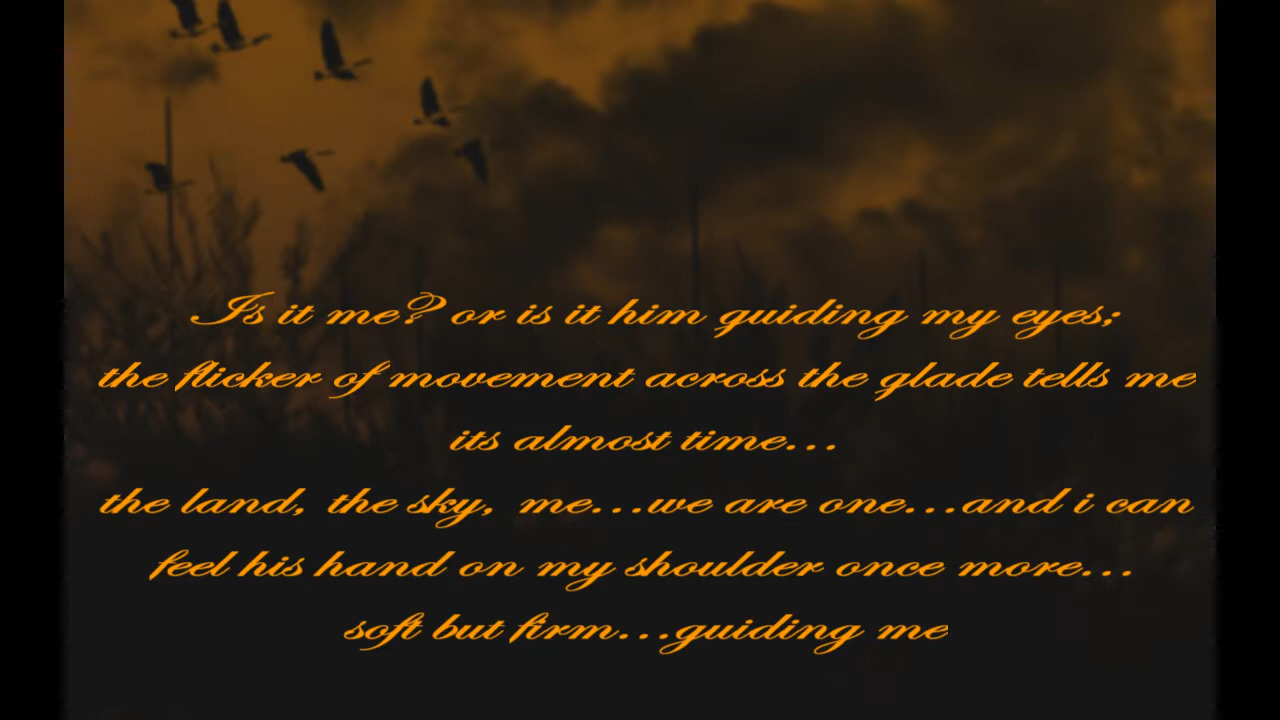 Is it me? or is it him guiding my eyes;
the flicker of movement across the glade tells me
its almost time...
the land, the sky, me...we are one...and i can
feel his hand on my shoulder once more...
soft but firm...guiding me